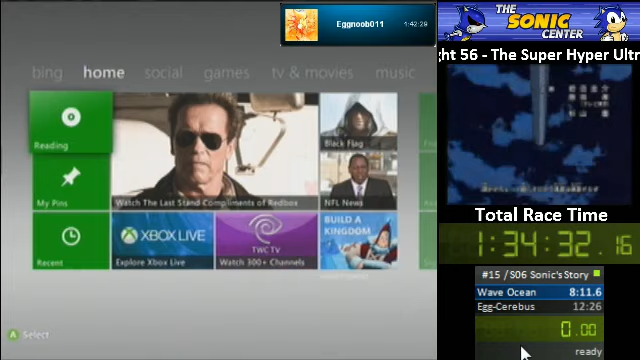 Eggnoob011
1:42:29
THE
SONIC
CENTER
bing home social games tv & movies music
ght 56 - The Super Hyper Ultr
Reading
Black Flag
My Pins
Watch The Last Stand Compliments of Redbox
NFL News
Recent
XBOX LIVE
Explore Xbox Live
TWC TV
Watch 300+ Channels
BUILD A
KINGDOM
Total Race Time
1:34:32.16
#15 /S06 Sonic'sStory
Wave Ocean 8:11.6
Egg-Cerebus 12:26
0.00
ready
A Select